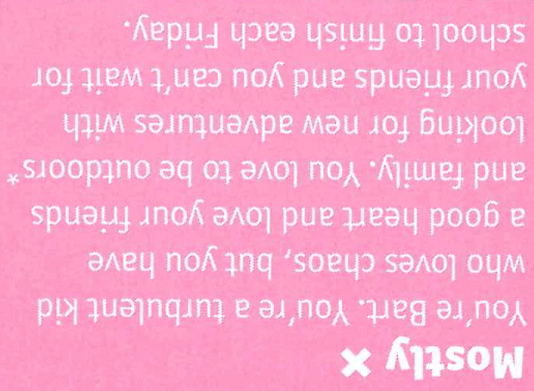 Mostly ×
You're Bart. You're a turbulent kid
who loves chaos, but you have
a good heart and love your friends
and family. You love to be outdoors*
looking for new adventures with
your friends and you can't wait for
school to finish each Friday.